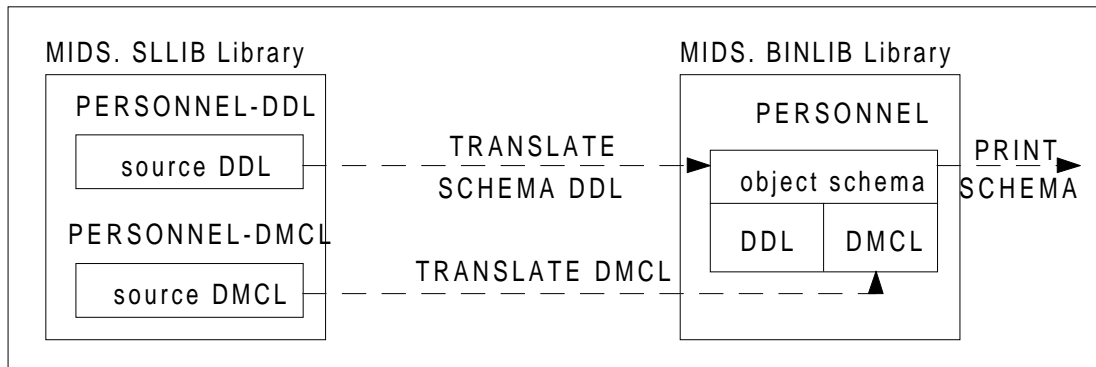 MIDS. SLLIB Library
PERSONNEL-DDL
source DDL
PERSONNEL-DMCL
source DMCL
TRANSLATE
SCHEMA DDL
TRANSLATE DMCL
MIDS. BINLIB Library
PERSONNEL
object schema
DDL
DMCL
PRINT
SCHEMA